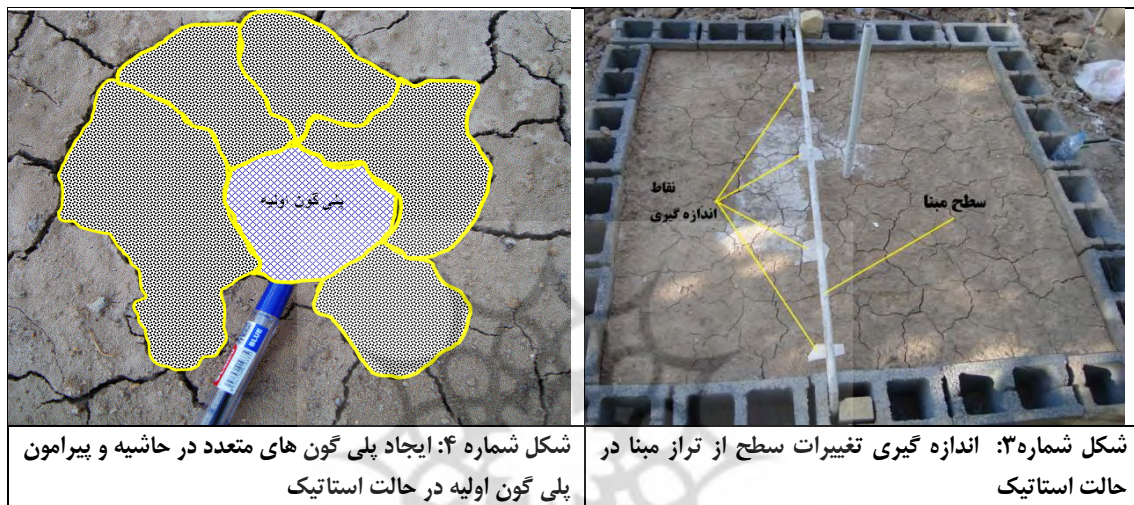 نقاط
اندازه گیری
سطح مبنا
پلی گون اولیه
BLUE
شکل شماره۳: اندازه گیری تغییرات سطح از تراز مبنا در
حالت استاتیک
شکل شماره ۴: ایجاد پلی گون های متعدد در حاشیه و پیرامون
پلی گون اولیه در حالت استاتیک